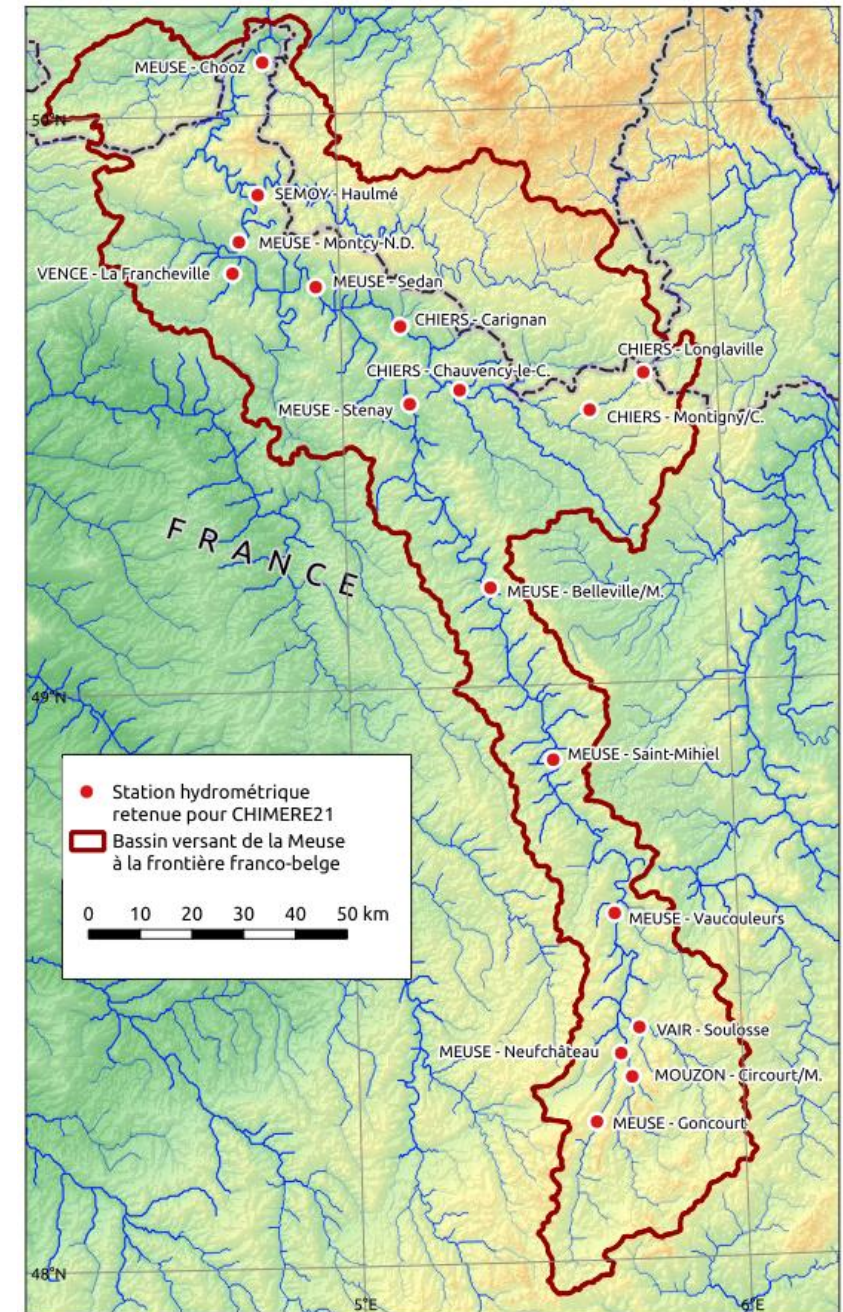 MEUSE - Chooz
50°N
SEMOY - Haulmé
MEUSE - Montcy-N.D.
VENCE - La Francheville
MEUSE - Sedan
CHIERS - Carignan
CHIERS - Longlaville
CHIERS - Chauvency-le-C.
MEUSE - Stenay
CHIERS - Montigny/C.
FRANCE
MEUSE - Belleville/M.
49°N
MEUSE - Saint-Mihiel
Station hydrométrique
retenue pour CHIMERE21
Bassin versant de la Meuse
à la frontière franco-belge
0 10 20 30 40 50 km
MEUSE - Vaucouleurs
VAIR - Soulosse
MEUSE - Neufchâteau
MOUZON - Circourt/M.
MEUSE - Goncourt
48°N
5°E
6°E